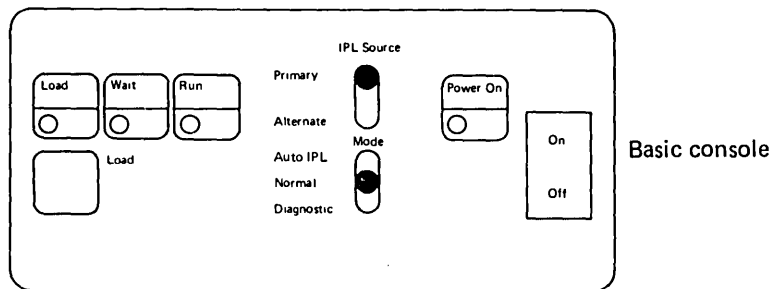 IPL Source
Load
Wait
Run
Primary
Power On
Alternate
Mode
On
Basic console
Load
Auto IPL
Normal
Off
Diagnostic